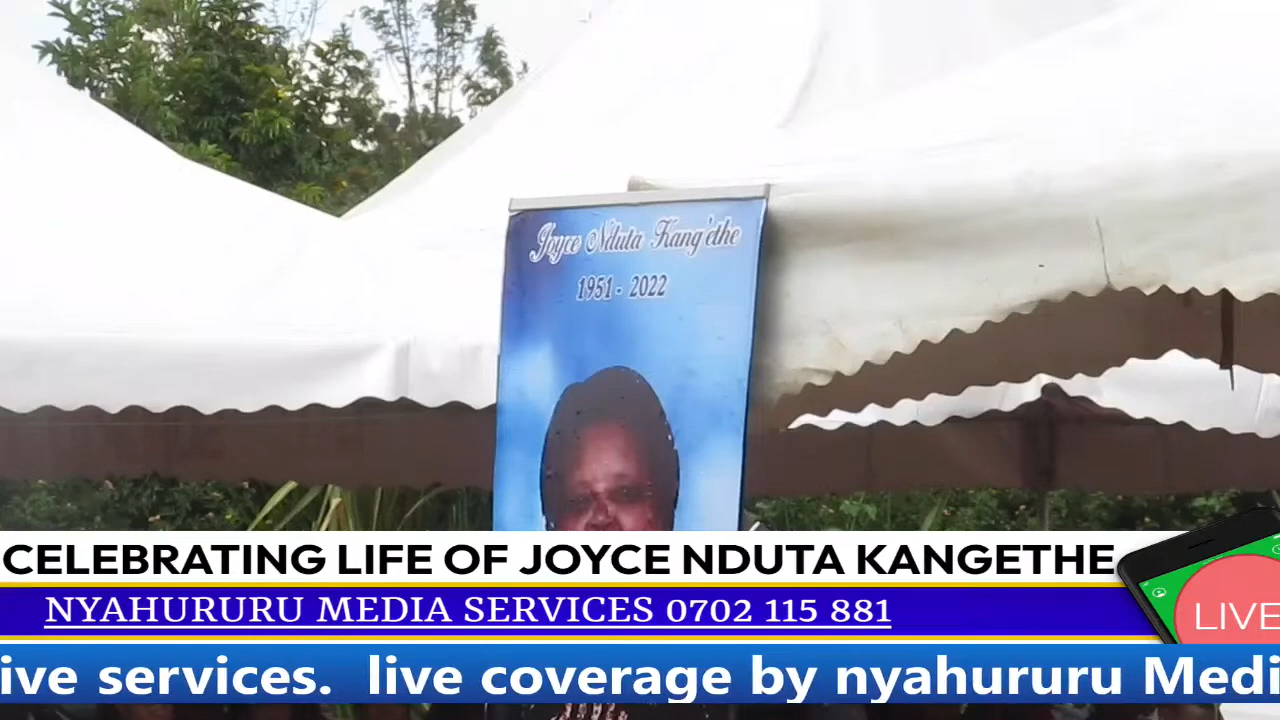 Joyce Nduta Kang'ethe
1951 - 2022
CELEBRATING LIFE OF JOYCE NDUTA KANGETHE
NYAHURURU MEDIA SERVICES 0702 115 881
LIVE
ive services. live coverage by nyahururu Medi